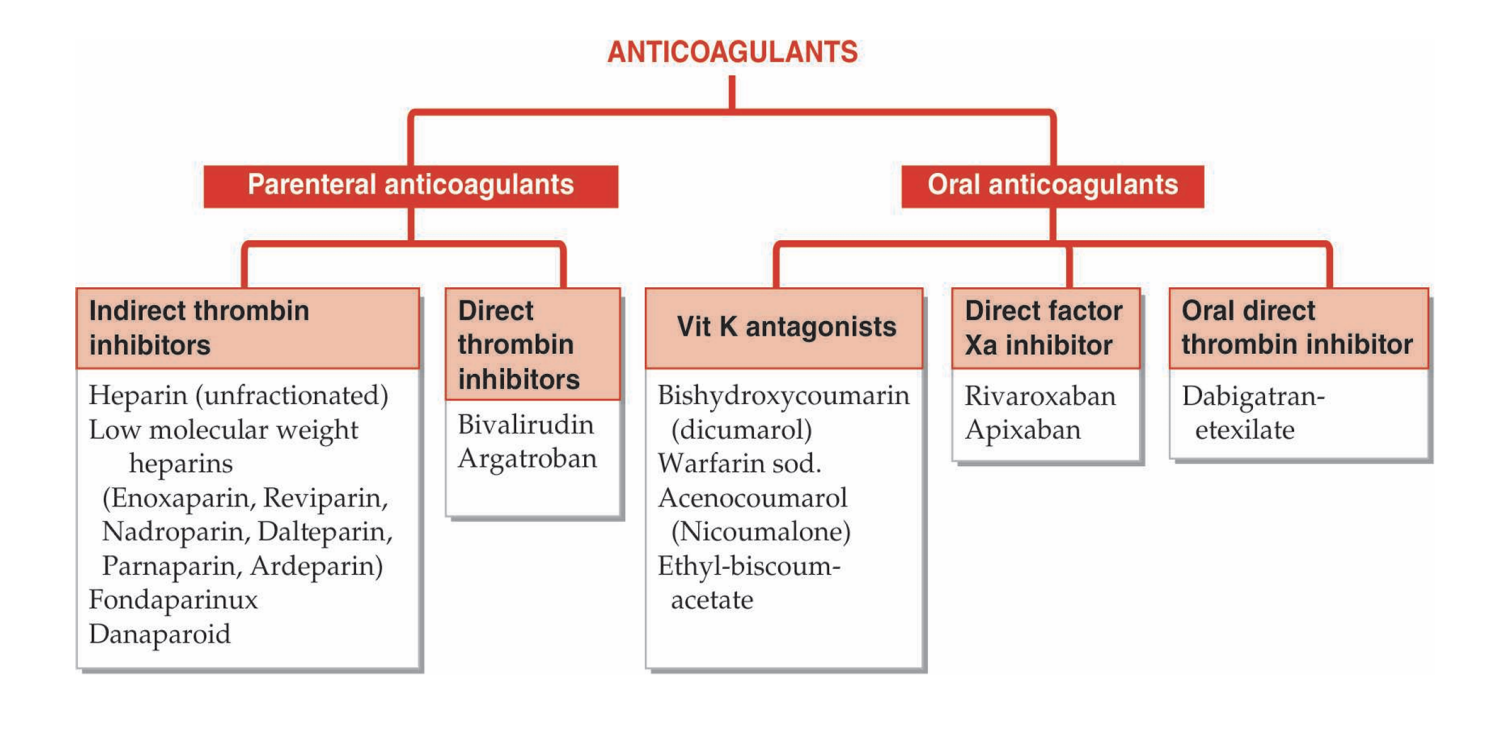 ANTICOAGULANTS
Parenteral anticoagulants
Oral anticoagulants
Indirect thrombin
inhibitors
Heparin (unfractionated)
Low molecular weight
heparins
(Enoxaparin, Reviparin,
Nadroparin, Dalteparin,
Parnaparin, Ardeparin)
Fondaparinux
Danaparoid
Direct
thrombin
inhibitors
Bivalirudin
Argatroban
Vit K antagonists
Bishydroxycoumarin
(dicumarol)
Warfarin sod.
Acenocoumarol
(Nicoumalone)
Ethyl-biscoum-
acetate
Direct factor
Xa inhibitor
Rivaroxaban
Apixaban
Oral direct
thrombin inhibitor
Dabigatran-
etexilate